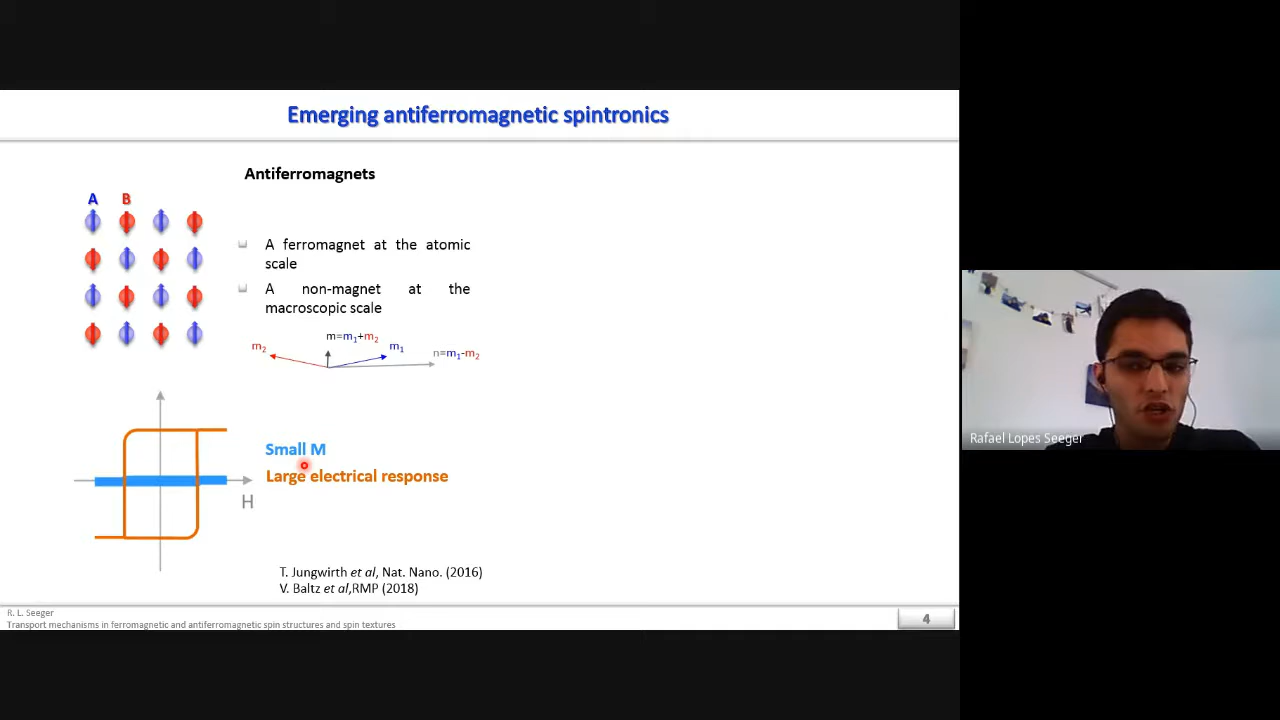 Emerging antiferromagnetic spintronics
Antiferromagnets
A B
A ferromagnet at the atomic
scale
A non-magnet at the
macroscopic scale
m=m1+m2
m2
m1
n=m1-m2
Small M
Large electrical response
H
T. Jungwirth et al, Nat. Nano. (2016)
V. Baltz et al,RMP (2018)
R. L. Seeger
Transport mechanisms in ferromagnetic and antiferromagnetic spin structures and spin textures
4
Rafael Lopes Seeger